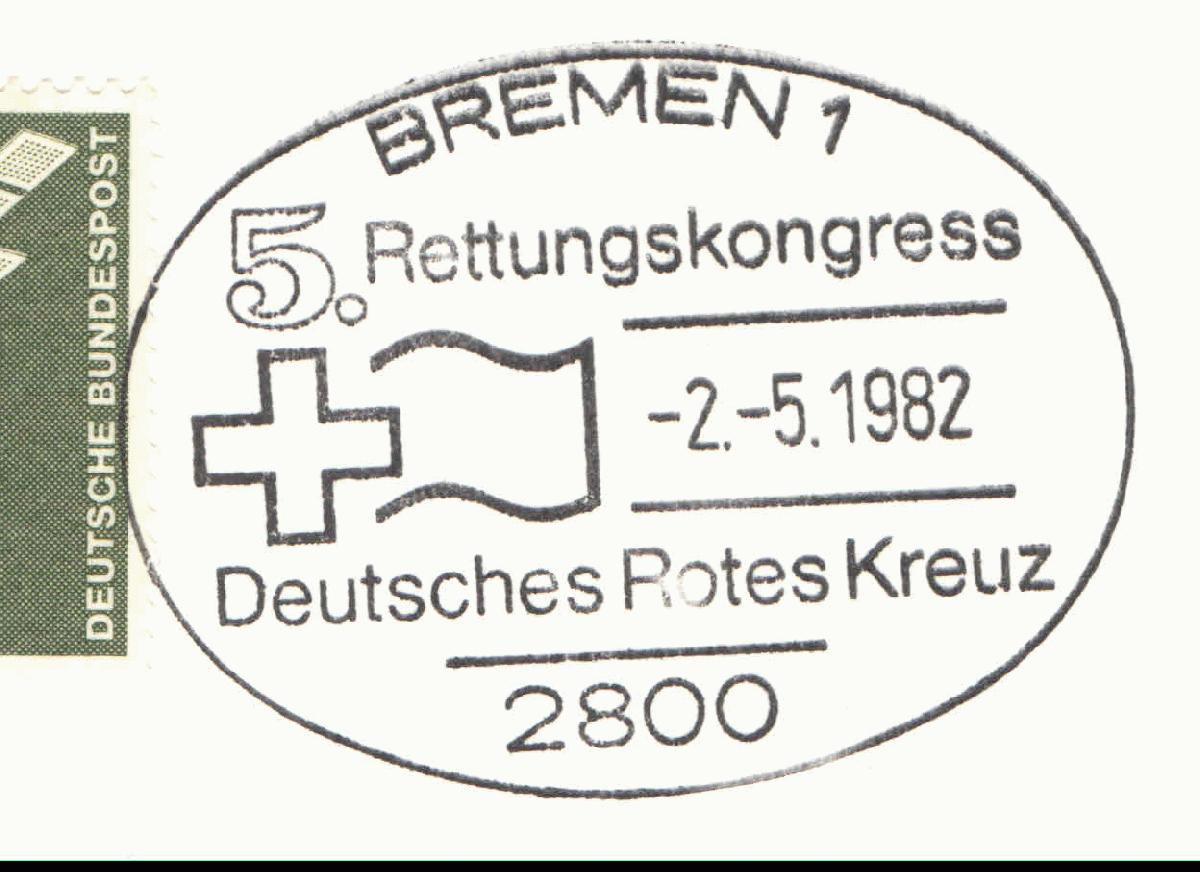 BREMEN 1
5. Rettungskongress
-2.-5.1982
Deutsches Rotes Kreuz
2800
DEUTSCHE BUNDESPOST